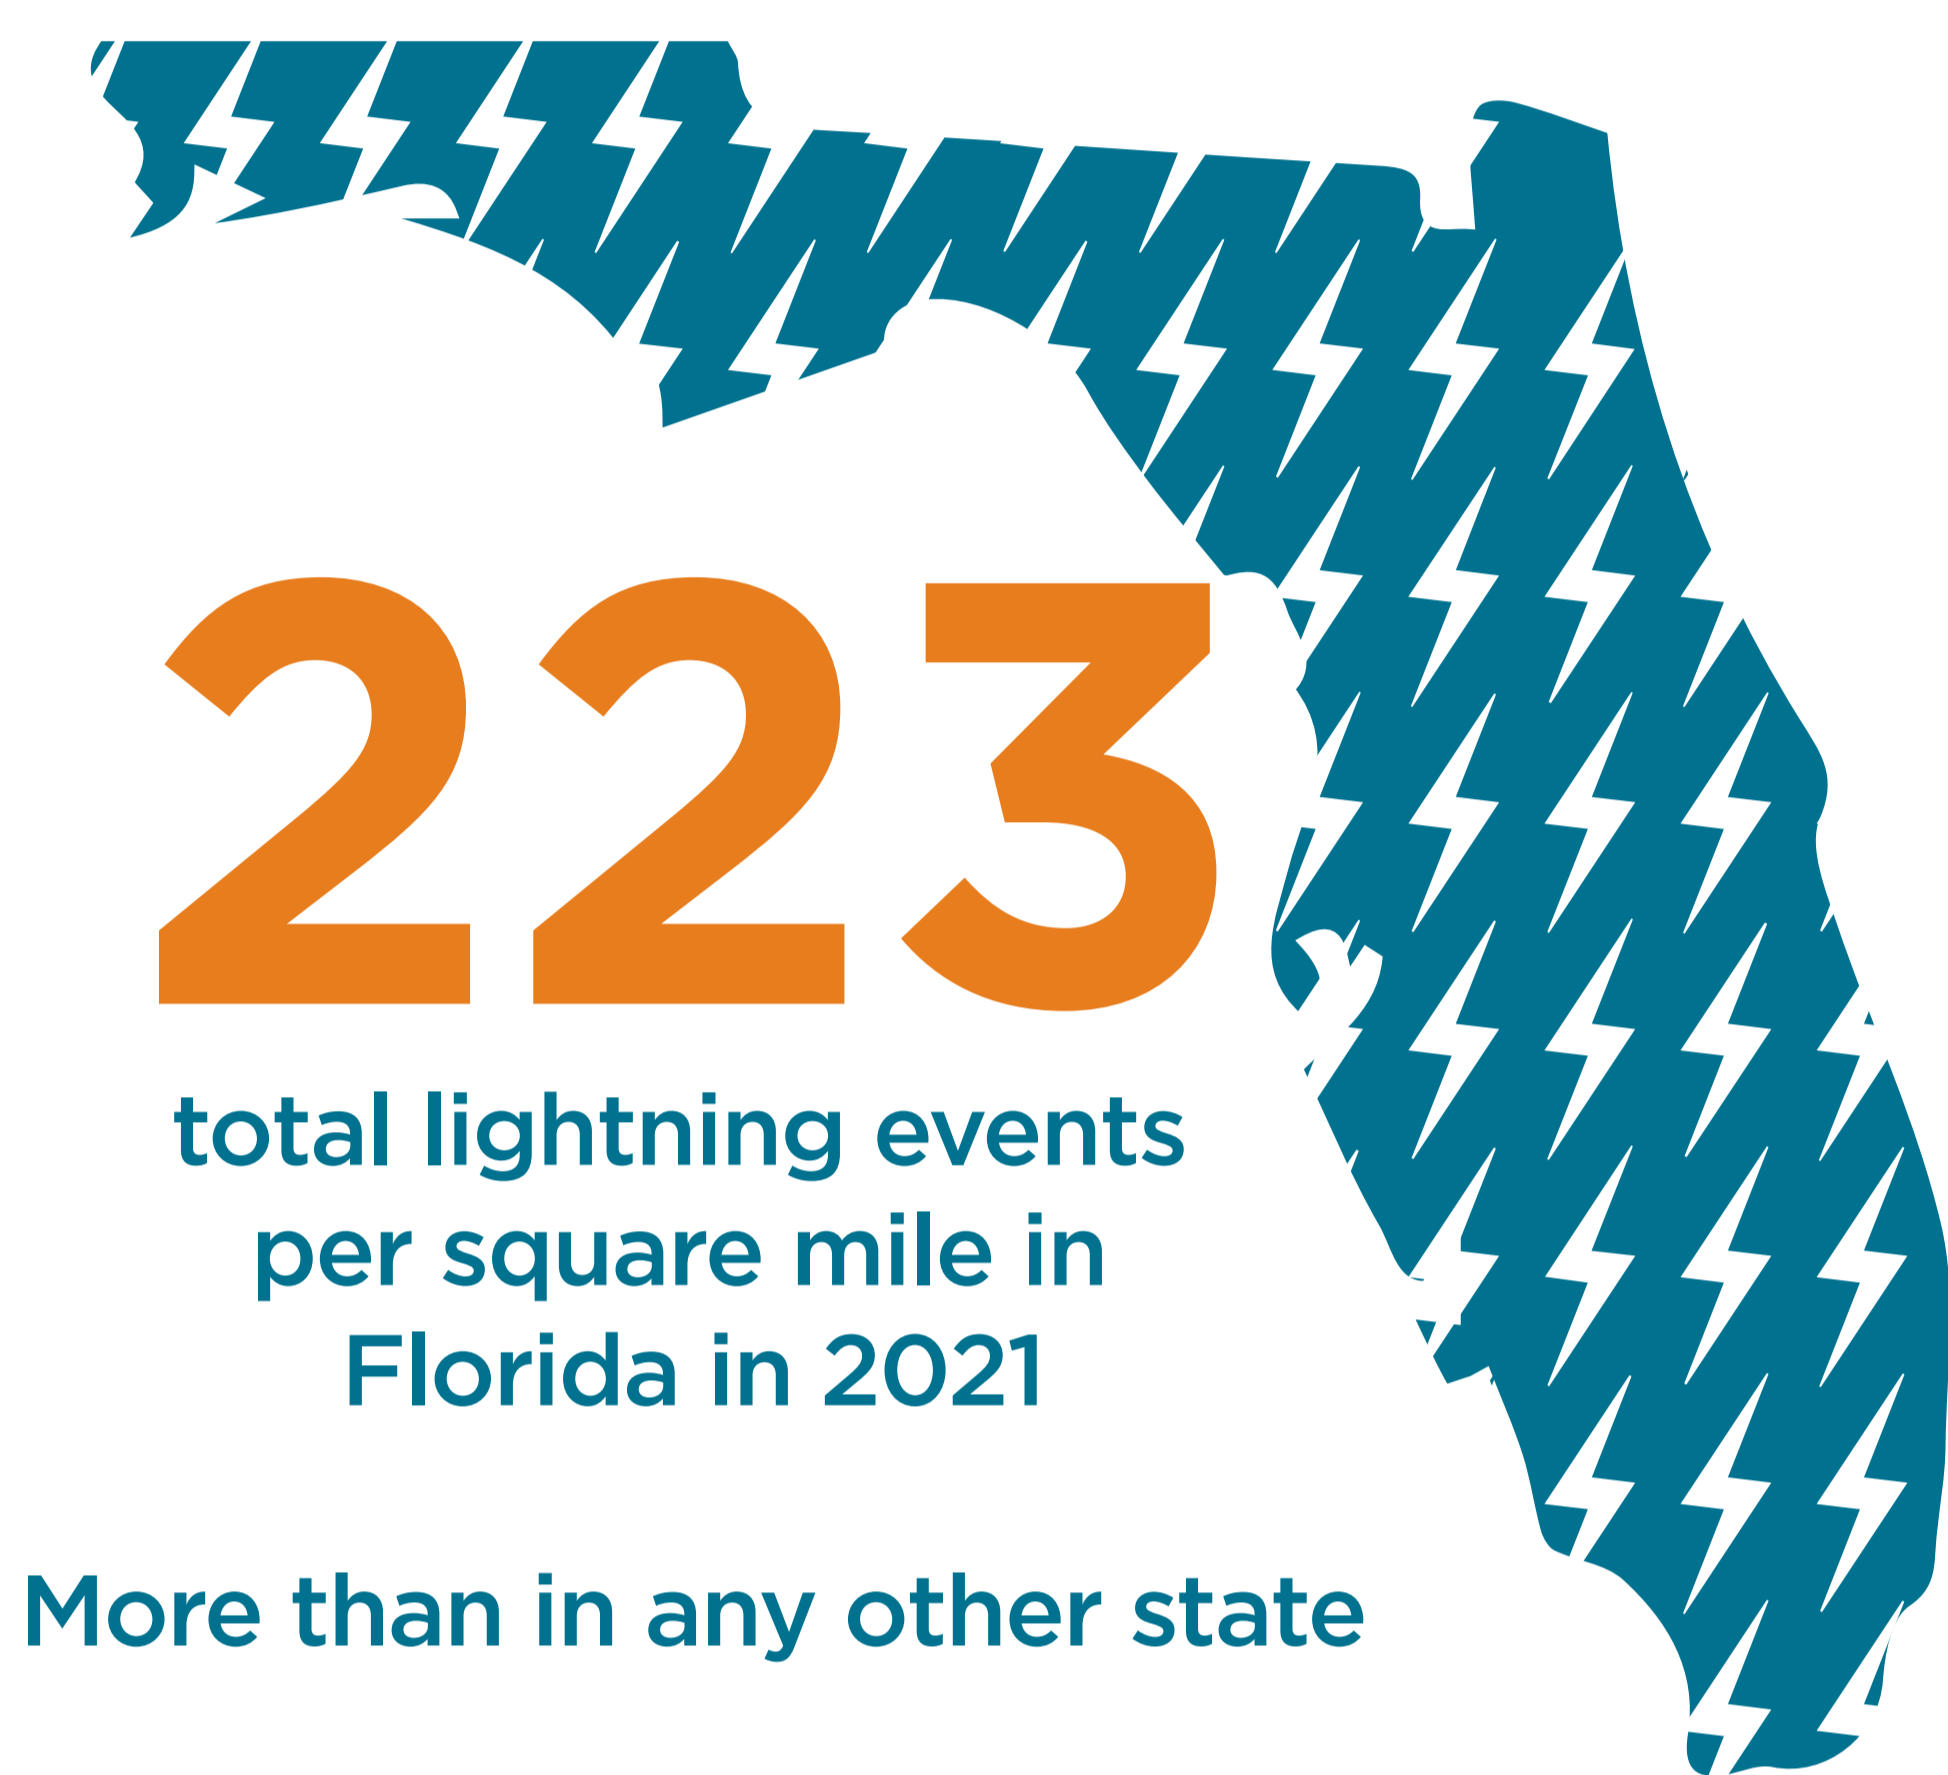 223
total lightning events
per square mile in
Florida in 2021
More than in any other state